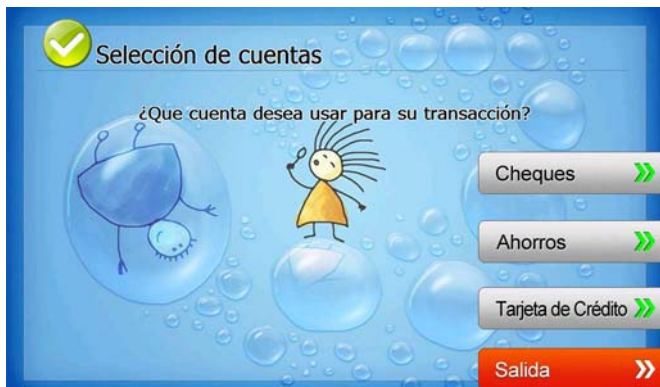 Selección de cuentas
¿Que cuenta desea usar para su transacción?
Cheques
Ahorros
Tarjeta de Crédito
Salida